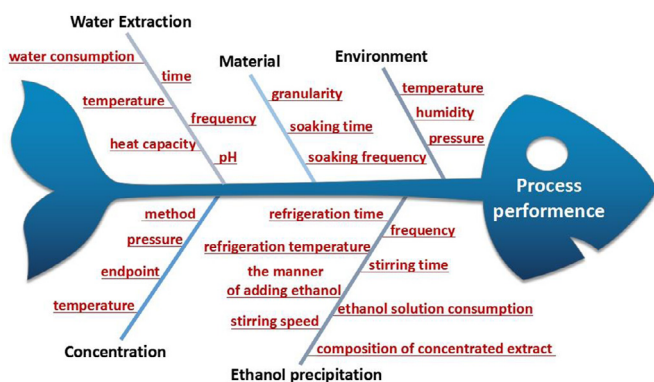 Water Extraction
water consumption
time
temperature
frequency
heat capacity
pH
Material
granularity
soaking time
soaking frequency
Environment
temperature
humidity
pressure
Process
performence
method
pressure
endpoint
temperature
Concentration
refrigeration time
frequency
refrigeration temperature
stirring time
the manner
of adding ethanol
ethanol solution consumption
stirring speed
composition of concentrated extract
Ethanol precipitation